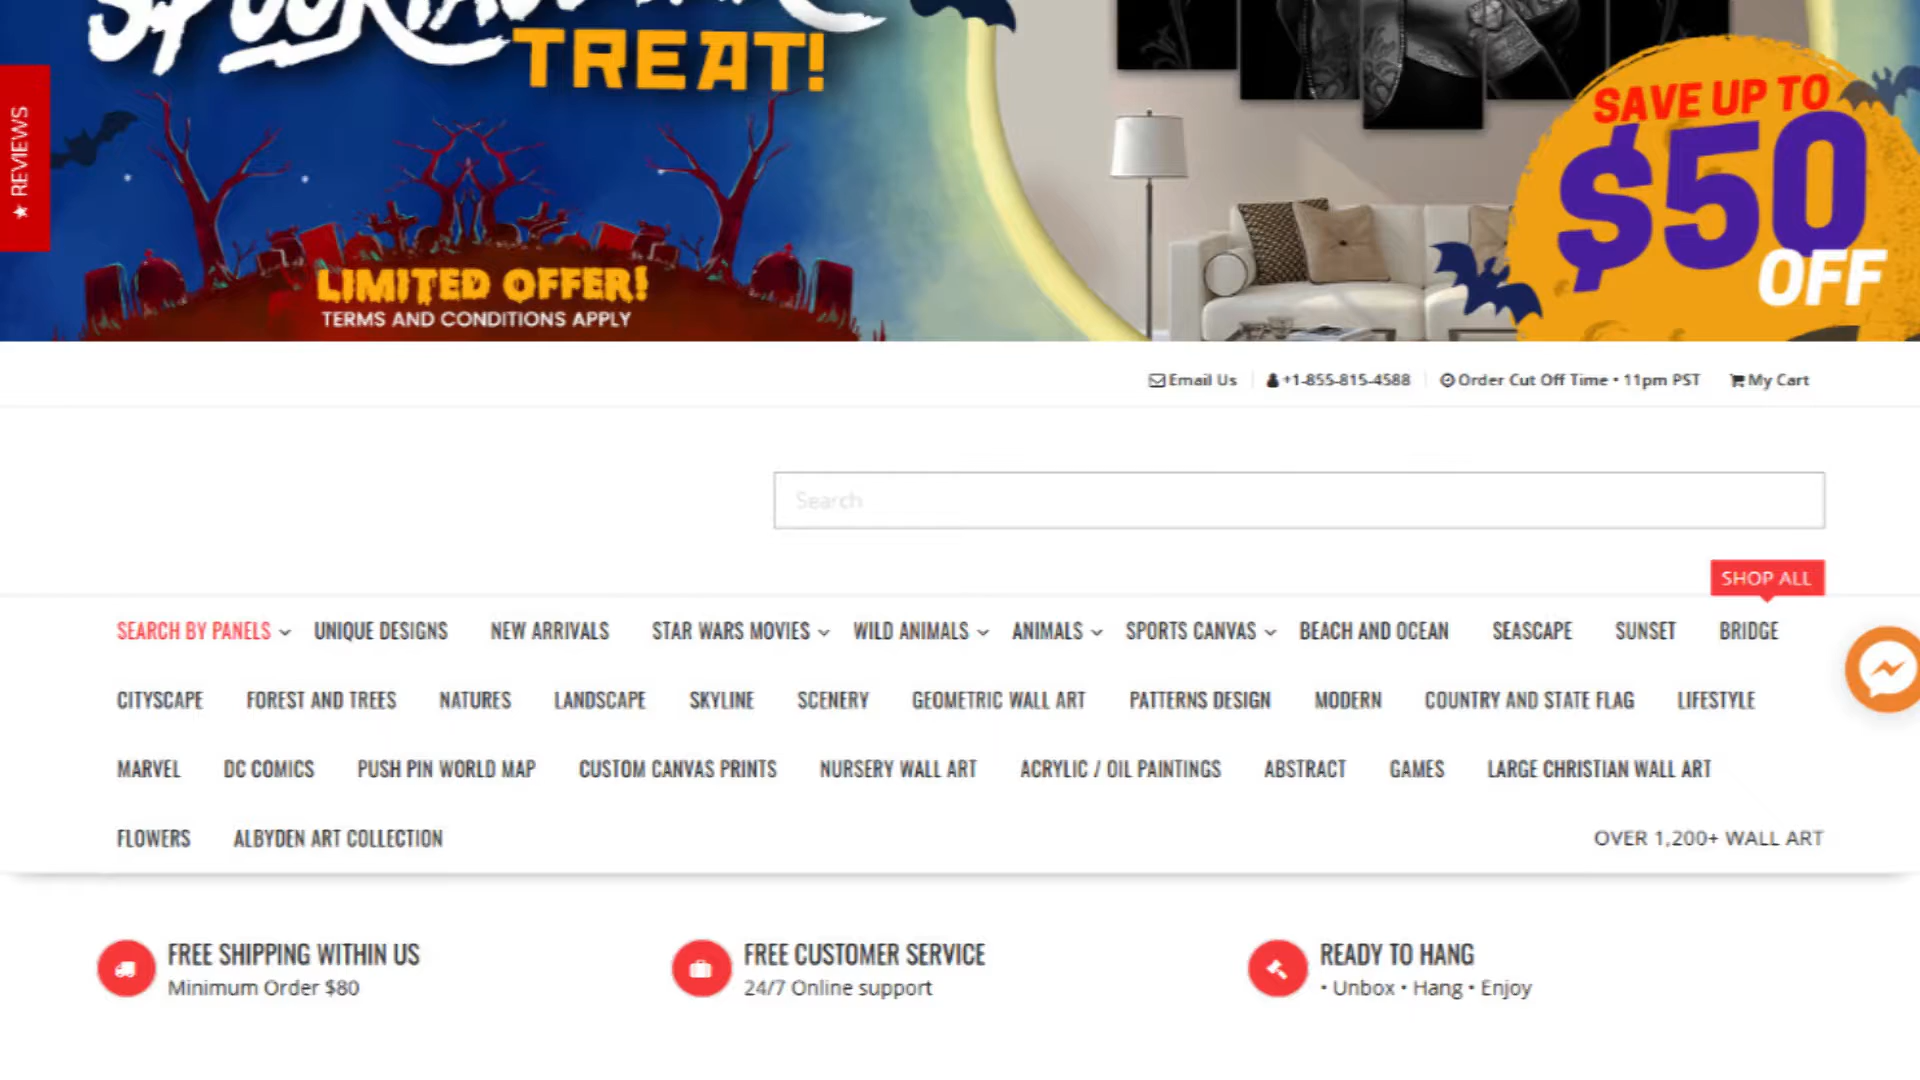 TREAT!
SAVE UP TO
$50
OFF
★ REVIEWS
LIMITED OFFER!
TERMS AND CONDITIONS APPLY
Email Us
+1-855-815-4588
Order Cut Off Time • 11pm PST
My Cart
Search
SHOP ALL
SEARCH BY PANELS UNIQUE DESIGNS NEW ARRIVALS STAR WARS MOVIES WILD ANIMALS ANIMALS SPORTS CANVAS BEACH AND OCEAN SEASCAPE SUNSET BRIDGE
CITYSCAPE FOREST AND TREES NATURES LANDSCAPE SKYLINE SCENERY GEOMETRIC WALL ART PATTERNS DESIGN MODERN COUNTRY AND STATE FLAG LIFESTYLE
MARVEL DC COMICS PUSH PIN WORLD MAP CUSTOM CANVAS PRINTS NURSERY WALL ART ACRYLIC / OIL PAINTINGS ABSTRACT GAMES LARGE CHRISTIAN WALL ART
FLOWERS ALBYDEN ART COLLECTION OVER 1,200+ WALL ART
FREE SHIPPING WITHIN US
Minimum Order $80
FREE CUSTOMER SERVICE
24/7 Online support
READY TO HANG
• Unbox • Hang • Enjoy